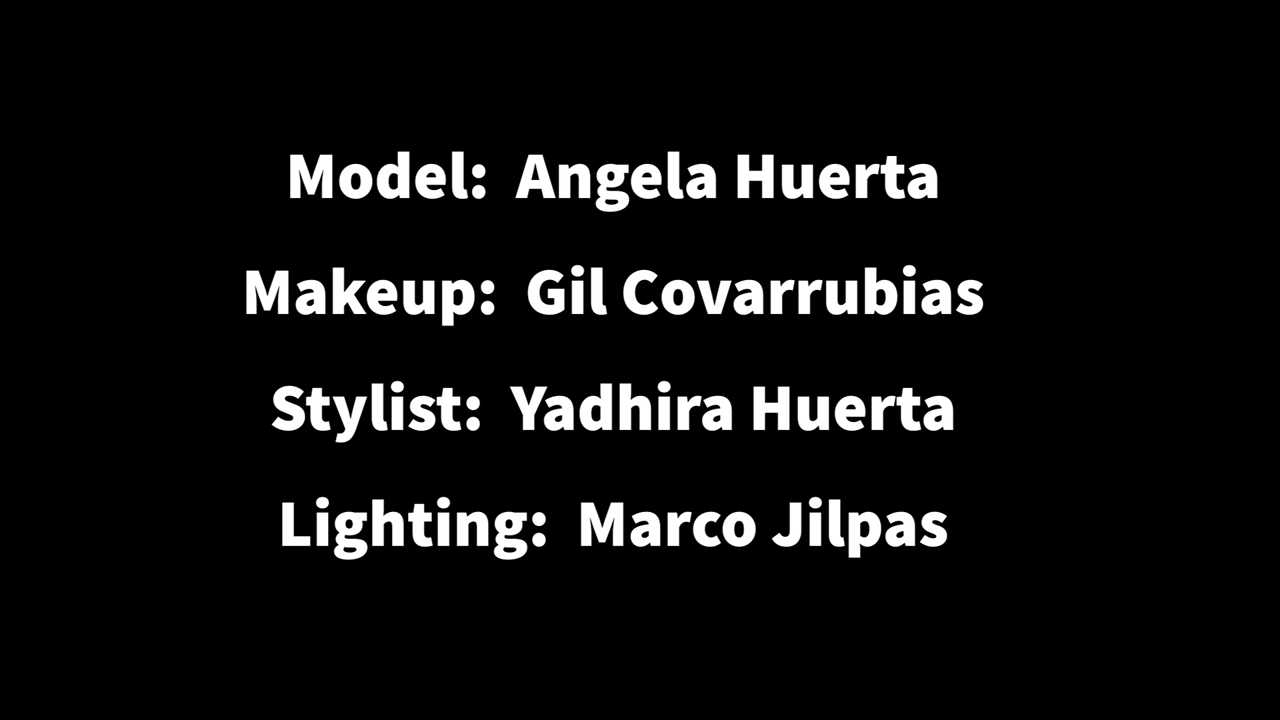 Model: Angela Huerta
Makeup: Gil Covarrubias
Stylist: Yadhira Huerta
Lighting: Marco Jilpas